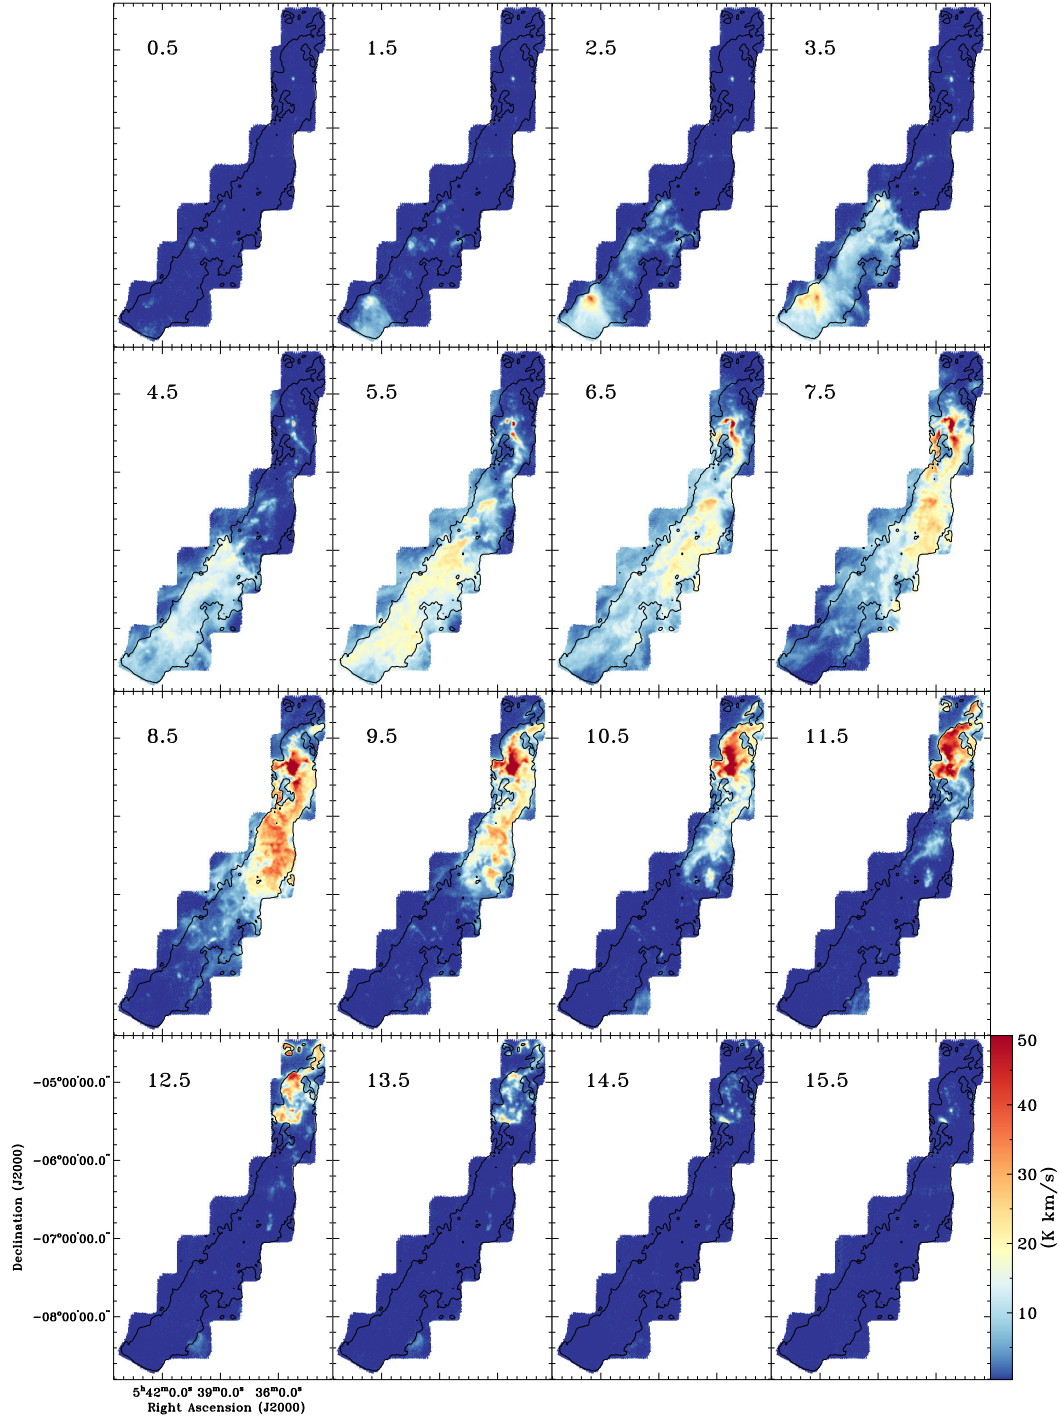 0.5 1.5 2.5 3.5
4.5 5.5 6.5 7.5
8.5 9.5 10.5 11.5
12.5 13.5 14.5 15.5
50
40
30
20
10
(K km/s)
−05°00′00.0″
−06°00′00.0″
−07°00′00.0″
−08°00′00.0″
Declination (J2000)
5ʰ42ᵐ0.0ˢ 39ᵐ0.0ˢ 36ᵐ0.0ˢ
Right Ascension (J2000)